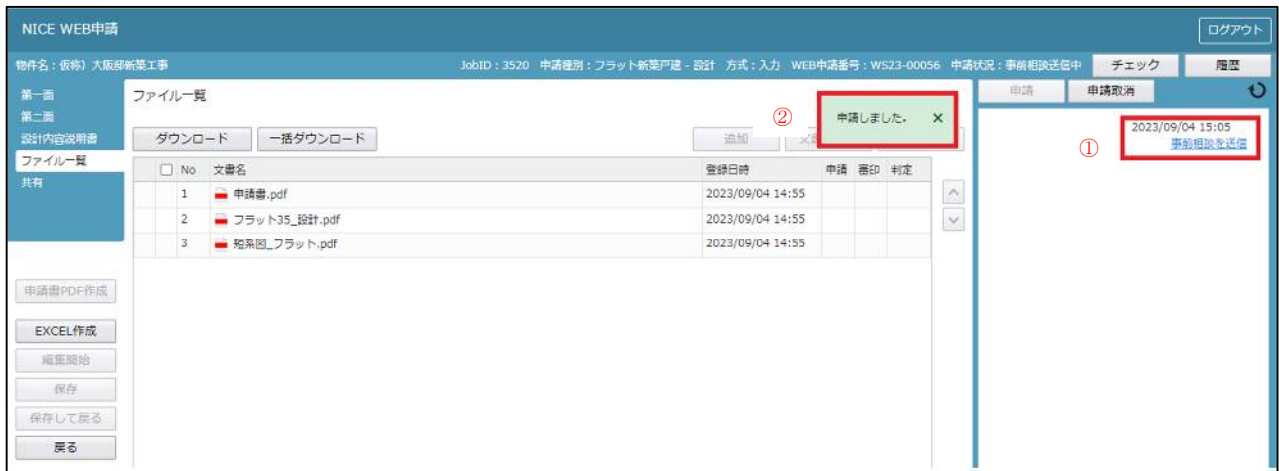 NICE WEB申請
ログアウト
物件名：仮称）大阪邸新築工事
JobID：3520 申請種別：フラット新築戸建 - 設計 方式：入力 WEB申請番号：WS23-00056 申請状況：事前相談送信中
チェック
履歴
第一面
第二面
設計内容説明書
ファイル一覧
共有
ファイル一覧
ダウンロード
一括ダウンロード
追加
②
申請しました。 ×
申請
申請取消
①
2023/09/04 15:05
事前相談を送信
No 文書名 登録日時 申請 審印 判定
1 申請書.pdf 2023/09/04 14:55
2 フラット35_設計.pdf 2023/09/04 14:55
3 矩系図_フラット.pdf 2023/09/04 14:55
申請書PDF作成
EXCEL作成
編集開始
保存
保存して戻る
戻る